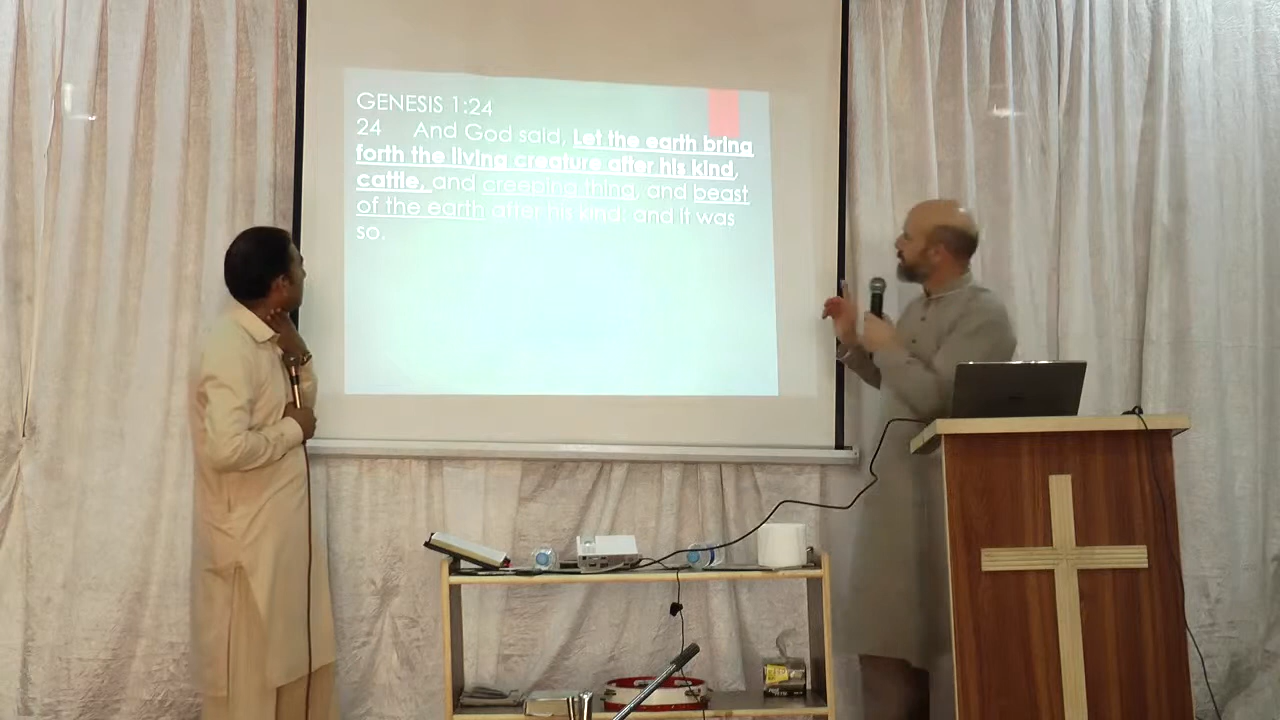 GENESIS 1:24
24 And God said, Let the earth bring
forth the living creature after his kind,
cattle, and creeping thing, and beast
of the earth after his kind: and it was
so.